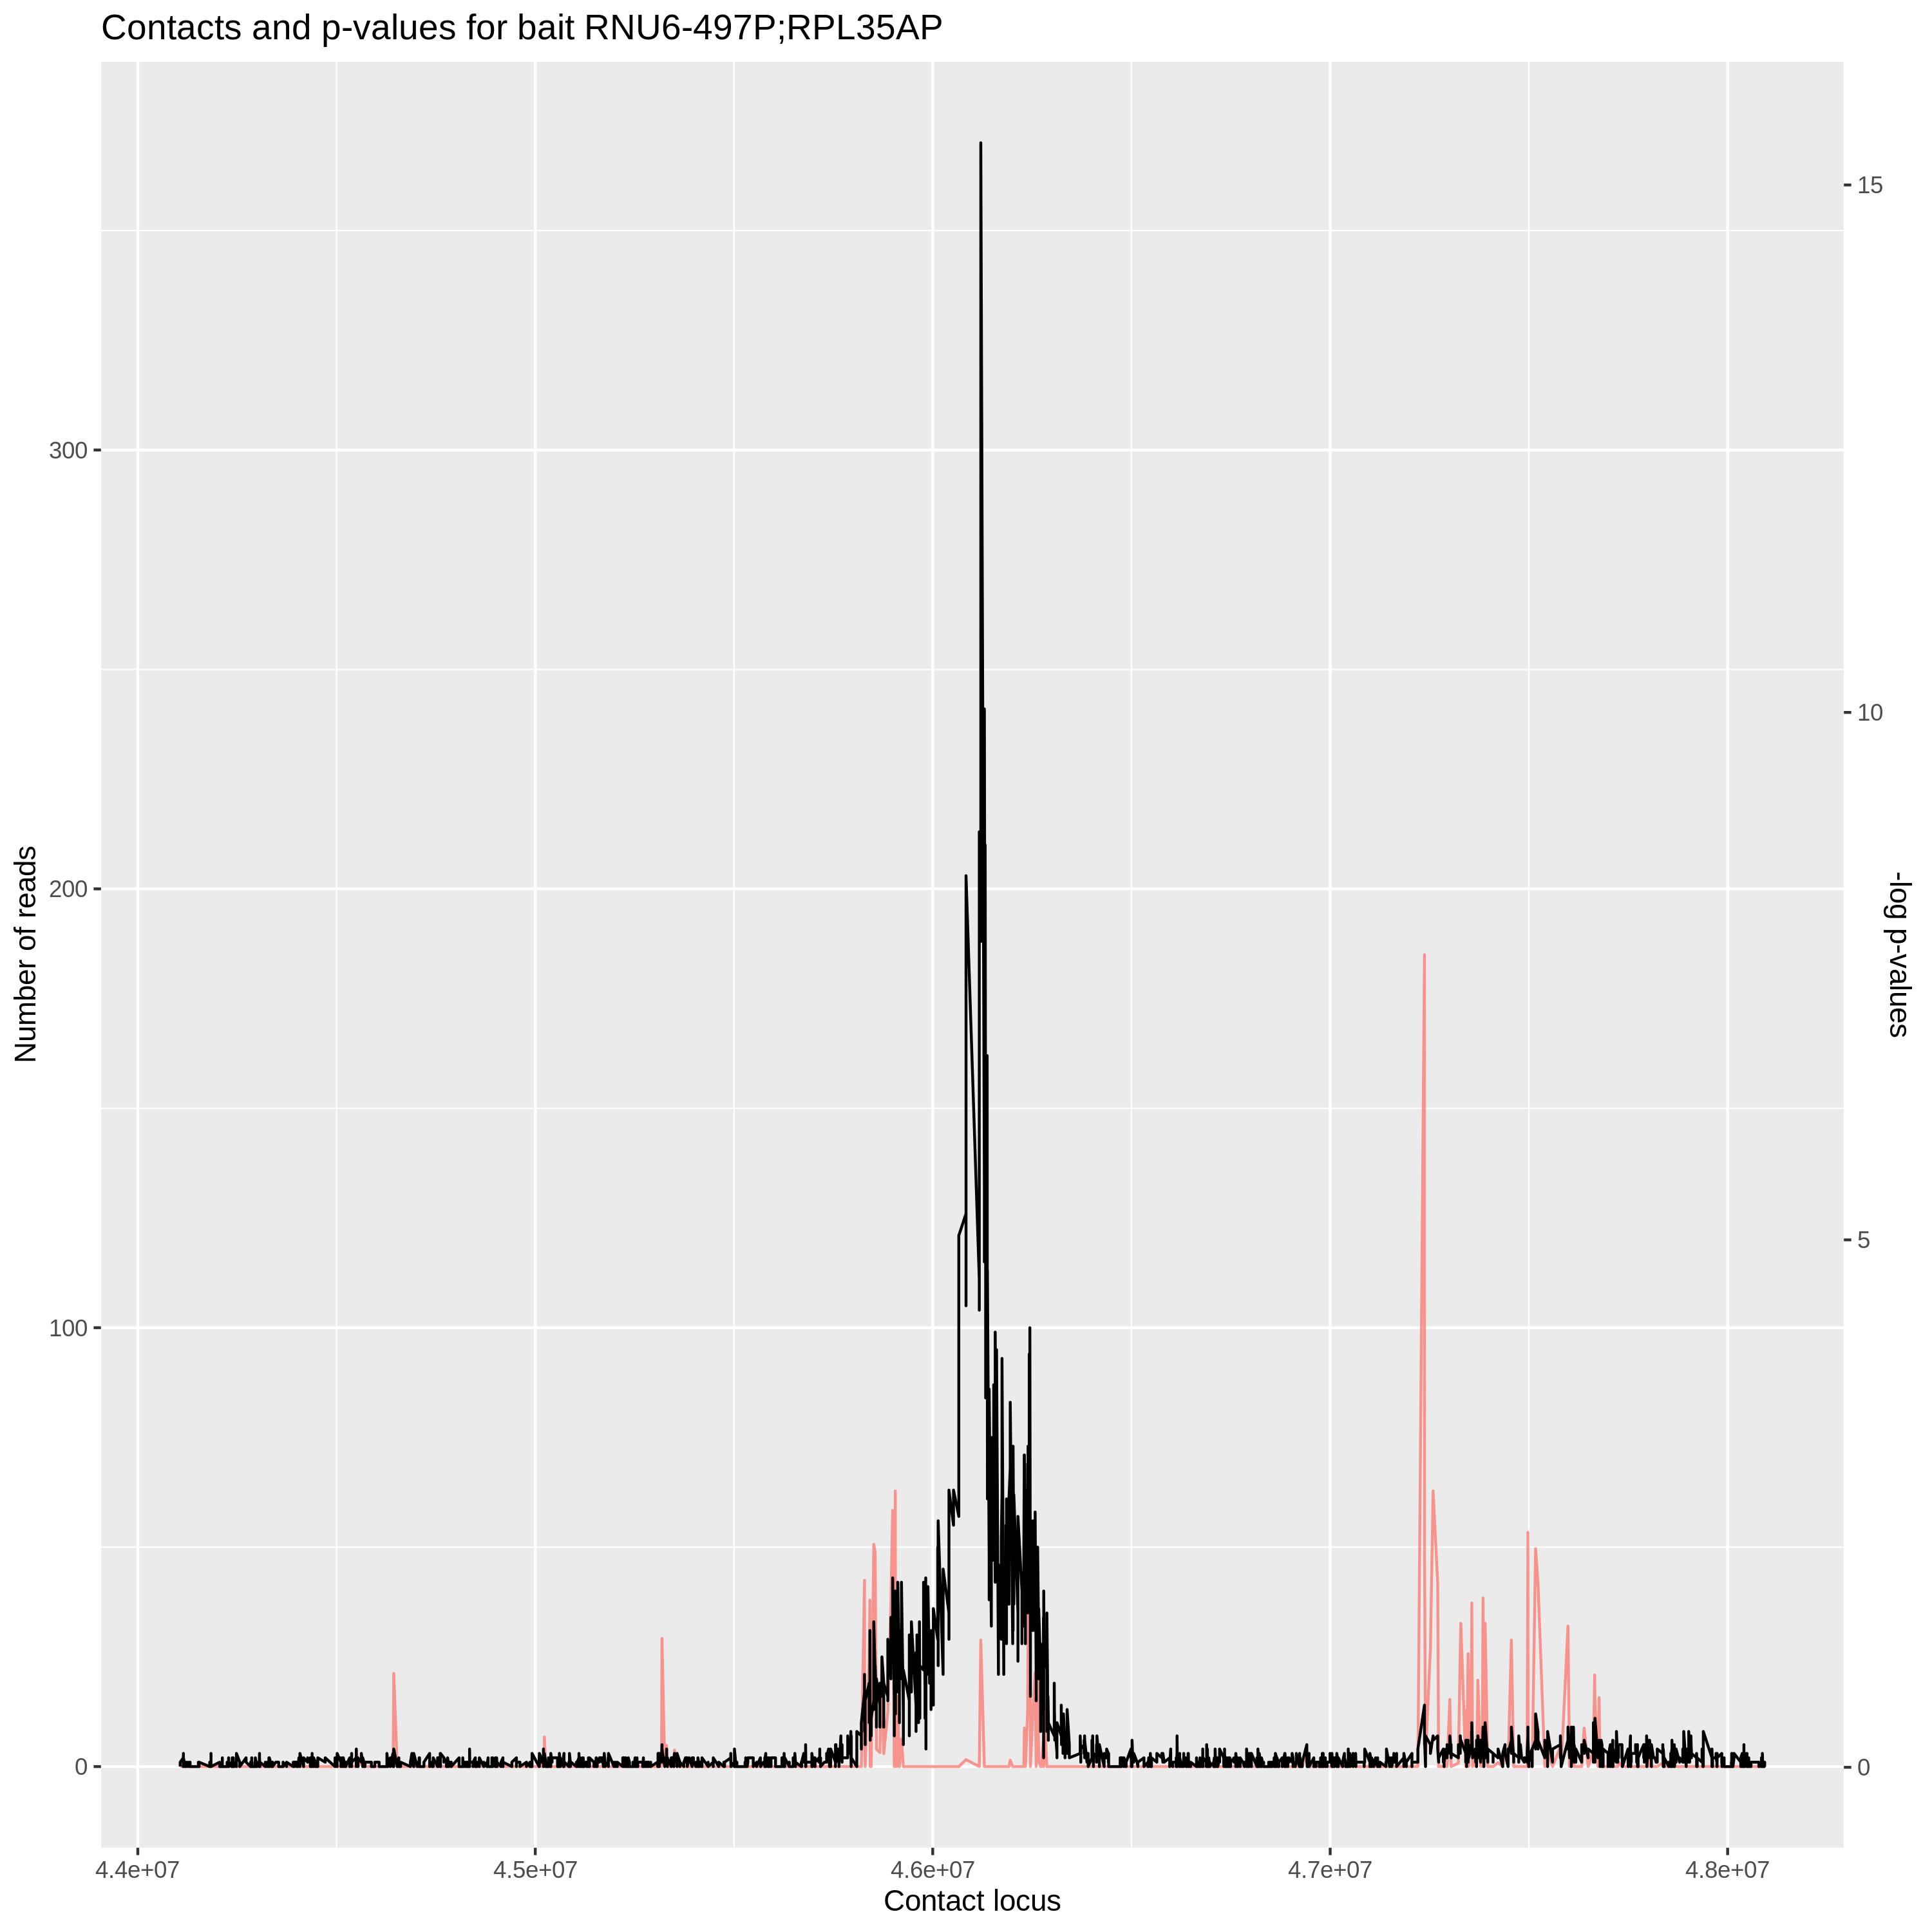 Contacts and p-values for bait RNU6-497P;RPL35AP
300
200
100
0
Number of reads
15
10
5
0
-log p-values
4.4e+07 4.5e+07 4.6e+07 4.7e+07 4.8e+07
Contact locus